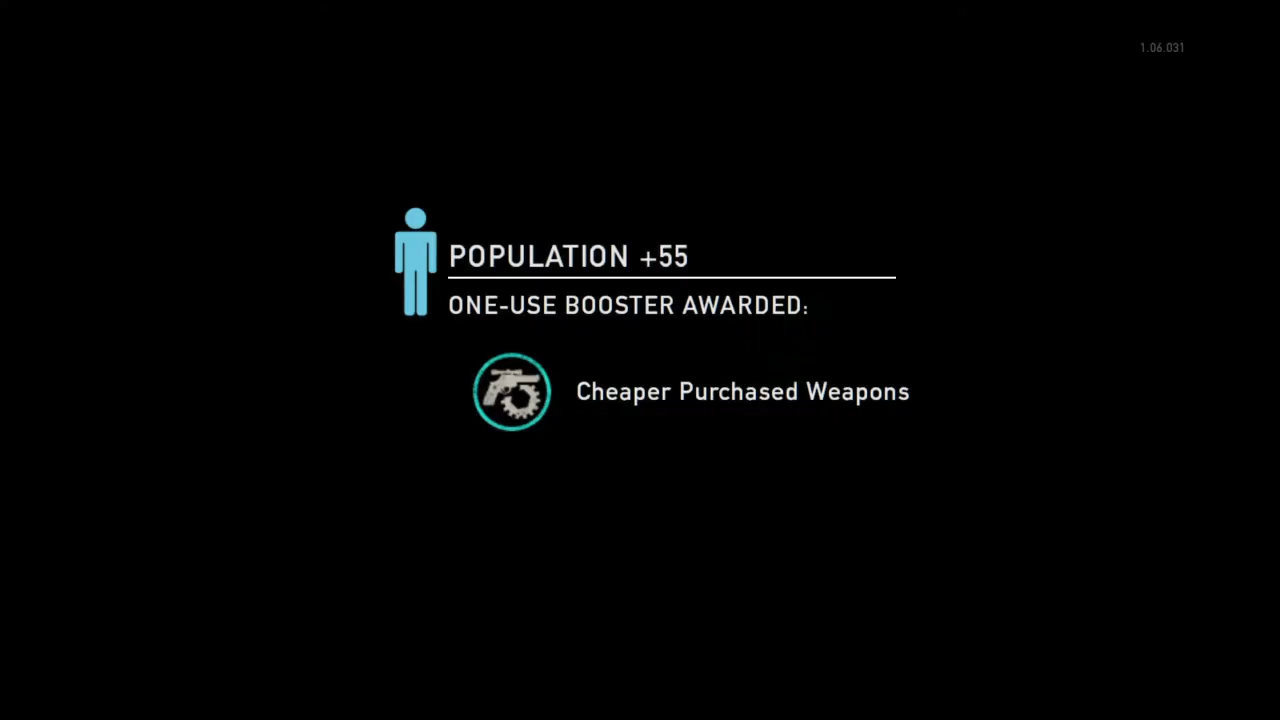 1.06.031
POPULATION +55
ONE-USE BOOSTER AWARDED:
Cheaper Purchased Weapons